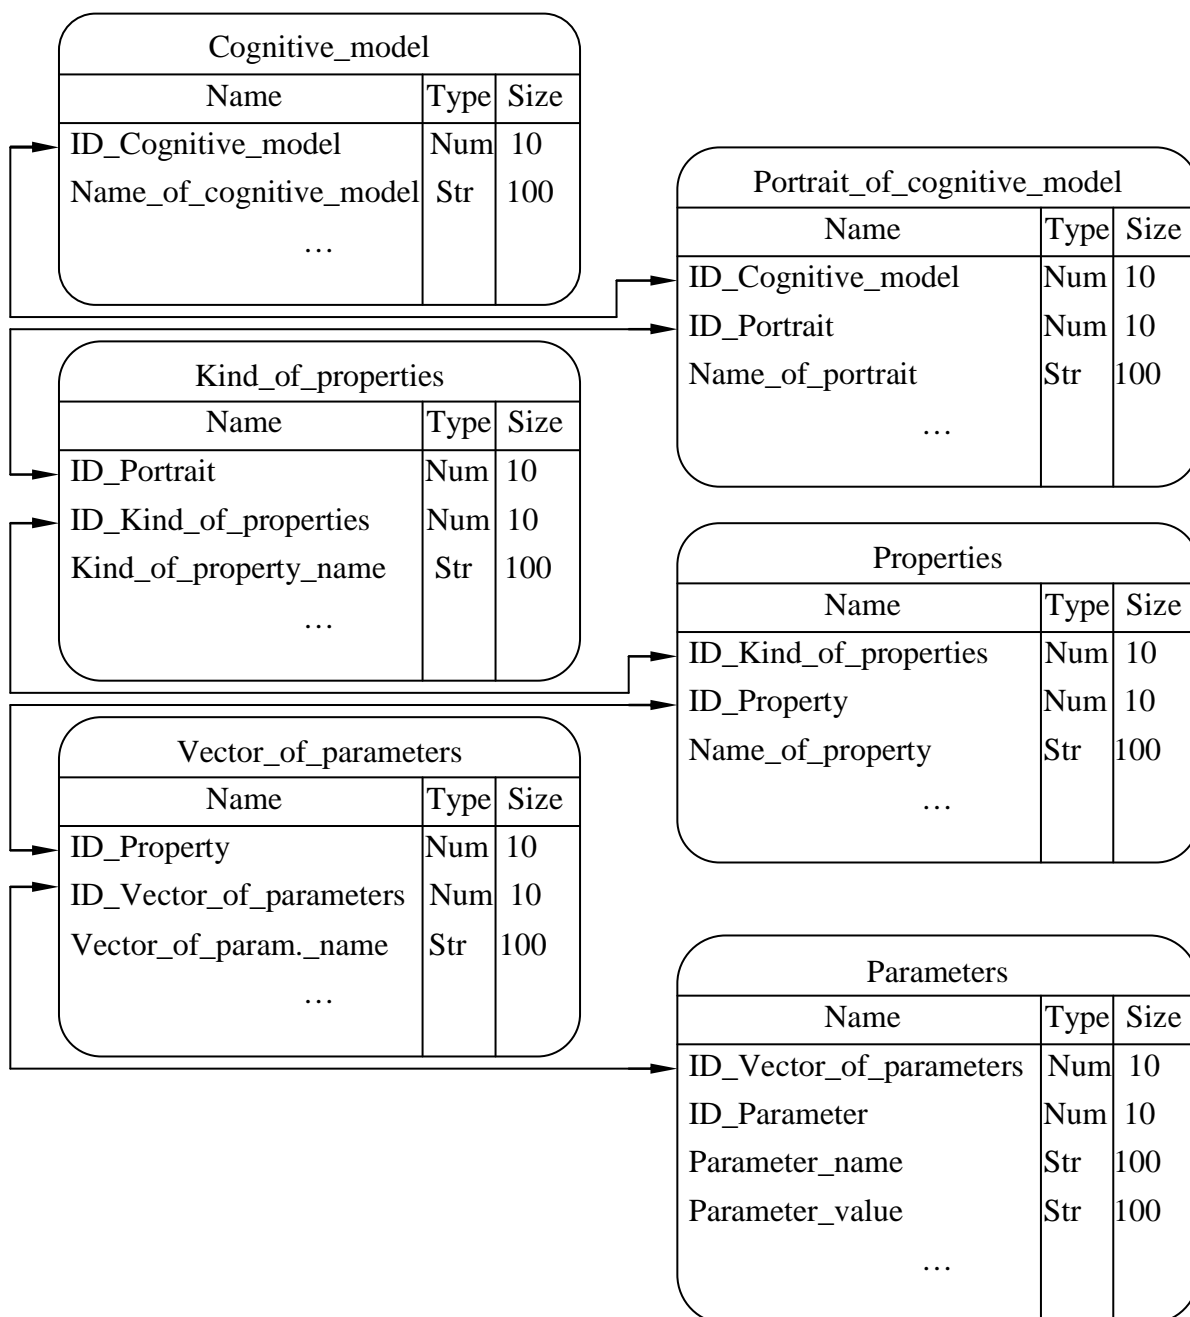 Cognitive_model
Name Type Size
ID_Cognitive_model Num 10
Name_of_cognitive_model Str 100
…
Portrait_of_cognitive_model
Name Type Size
ID_Cognitive_model Num 10
ID_Portrait Num 10
Name_of_portrait Str 100
…
Kind_of_properties
Name Type Size
ID_Portrait Num 10
ID_Kind_of_properties Num 10
Kind_of_property_name Str 100
…
Properties
Name Type Size
ID_Kind_of_properties Num 10
ID_Property Num 10
Name_of_property Str 100
…
Vector_of_parameters
Name Type Size
ID_Property Num 10
ID_Vector_of_parameters Num 10
Vector_of_param._name Str 100
…
Parameters
Name Type Size
ID_Vector_of_parameters Num 10
ID_Parameter Num 10
Parameter_name Str 100
Parameter_value Str 100
…